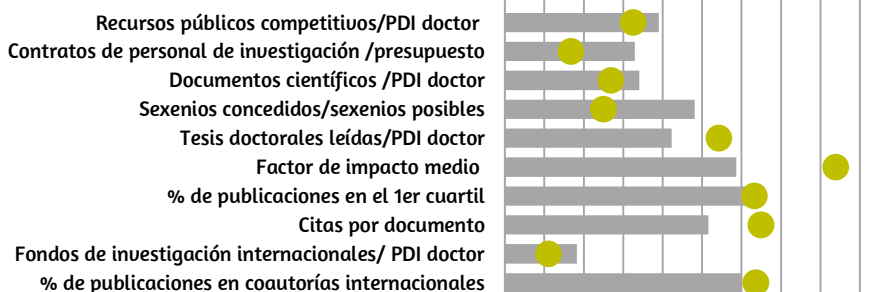 Recursos públicos competitivos/PDI doctor
Contratos de personal de investigación /presupuesto
Documentos científicos /PDI doctor
Sexenios concedidos/sexenios posibles
Tesis doctorales leídas/PDI doctor
Factor de impacto medio
% de publicaciones en el 1er cuartil
Citas por documento
Fondos de investigación internacionales/ PDI doctor
% de publicaciones en coautorías internacionales